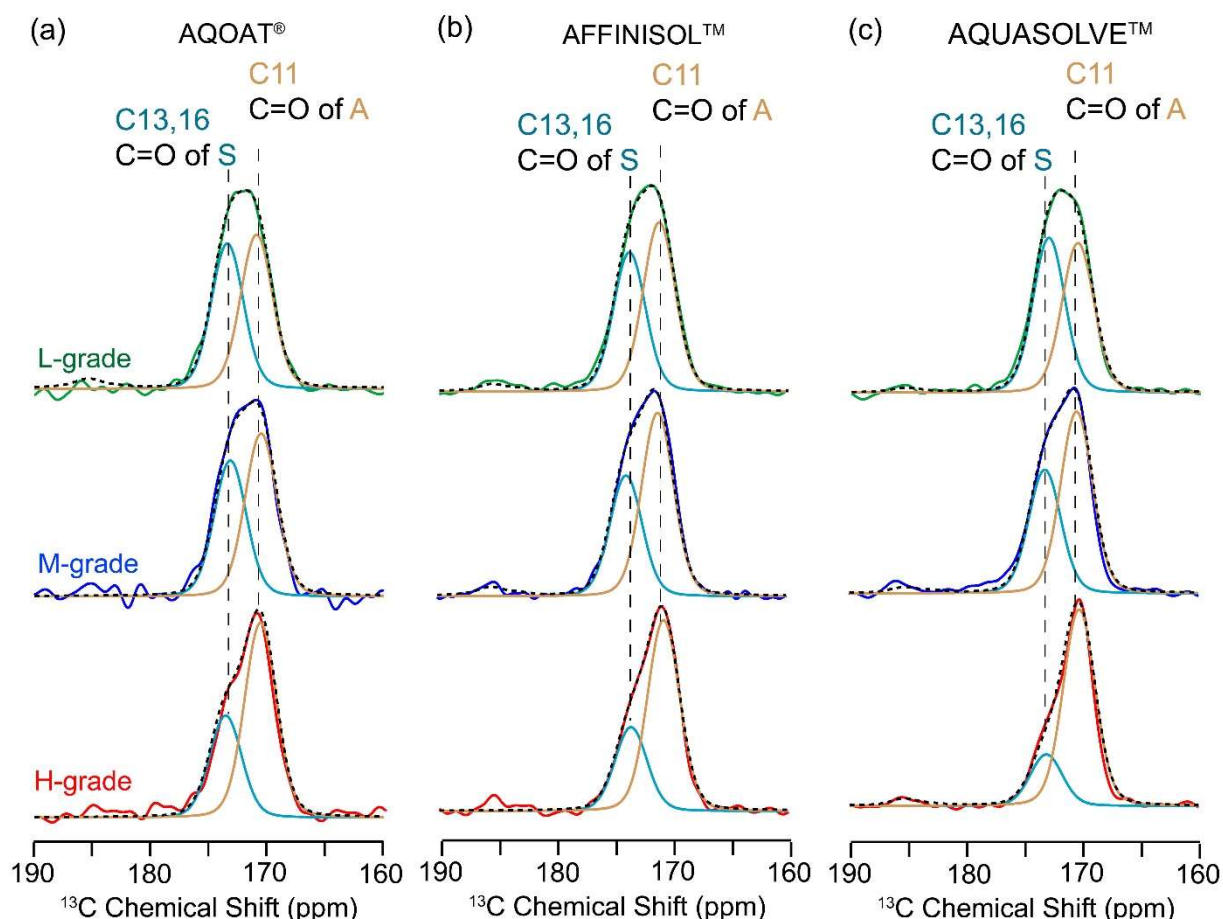 (a) AQOAT®
C11
C=O of A
C13,16
C=O of S
(b) AFFINISOL™
C11
C=O of A
C13,16
C=O of S
(c) AQUASOLVE™
C11
C=O of A
C13,16
C=O of S
L-grade
M-grade
H-grade
190 180 170 160
13C Chemical Shift (ppm)
190 180 170 160
13C Chemical Shift (ppm)
190 180 170 160
13C Chemical Shift (ppm)